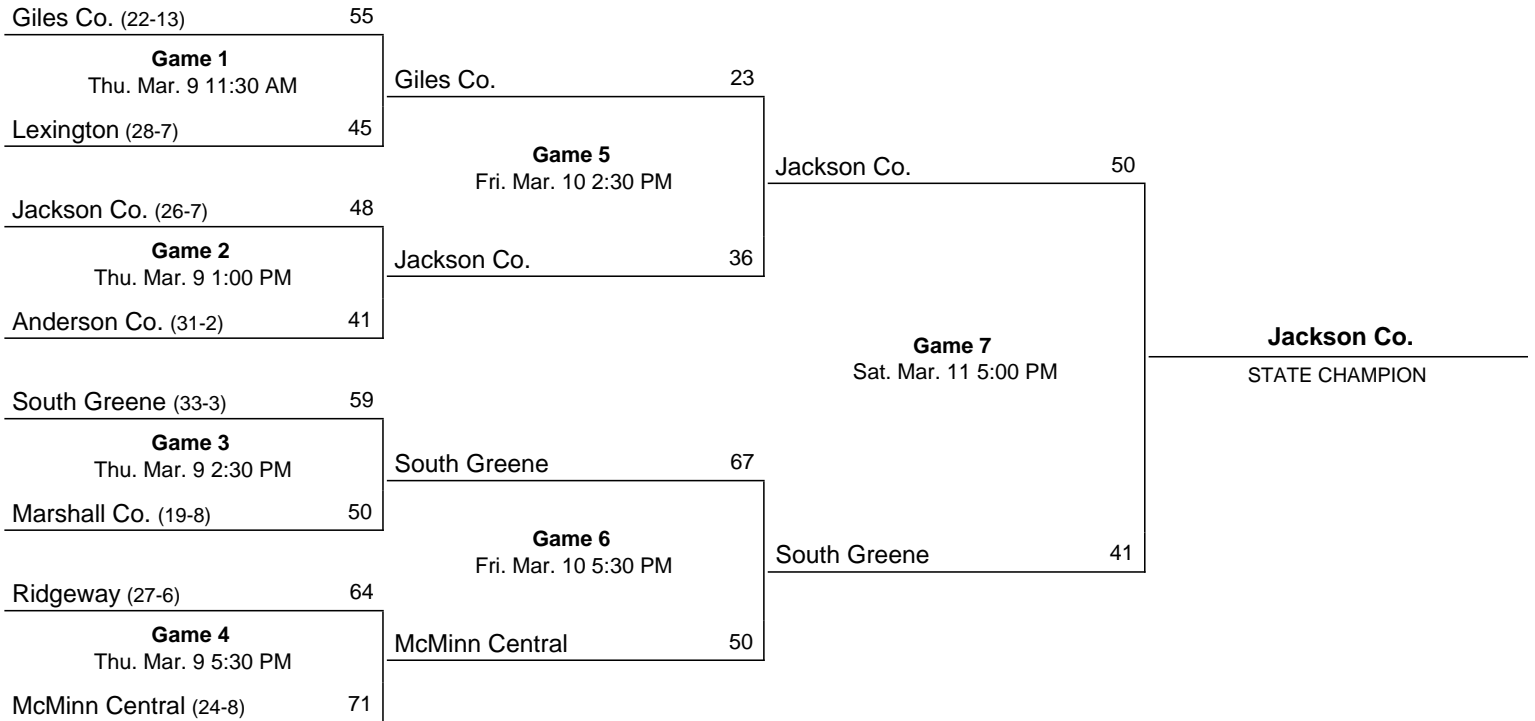 Giles Co. (22-13) 55
Game 1
Thu. Mar. 9 11:30 AM
Lexington (28-7) 45
Jackson Co. (26-7) 48
Game 2
Thu. Mar. 9 1:00 PM
Anderson Co. (31-2) 41
South Greene (33-3) 59
Game 3
Thu. Mar. 9 2:30 PM
Marshall Co. (19-8) 50
Ridgeway (27-6) 64
Game 4
Thu. Mar. 9 5:30 PM
McMinn Central (24-8) 71
Giles Co. 23
Game 5
Fri. Mar. 10 2:30 PM
Jackson Co. 36
South Greene 67
Game 6
Fri. Mar. 10 5:30 PM
McMinn Central 50
Jackson Co. 50
Game 7
Sat. Mar. 11 5:00 PM
South Greene 41
Jackson Co.
STATE CHAMPION